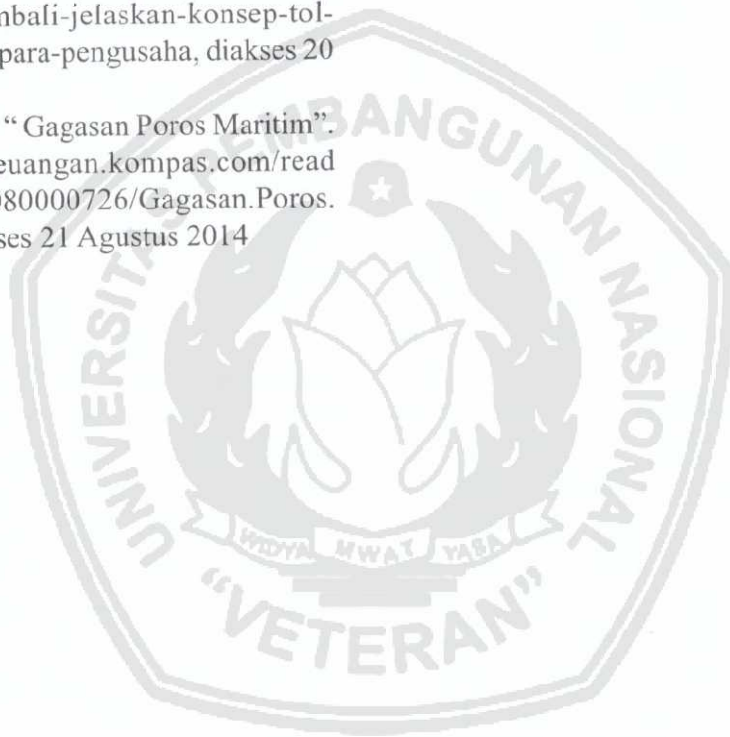 mbali-jelaskan-konsep-tol-
para-pengusaha, diakses 20
“ Gagasan Poros Maritim”.
euangan.kompas.com/read
080000726/Gagasan.Poros.
ses 21 Agustus 2014
UNIVERSITAS PEMBANGUNAN NASIONAL
WIDYA MWAT YASA
“VETERAN”